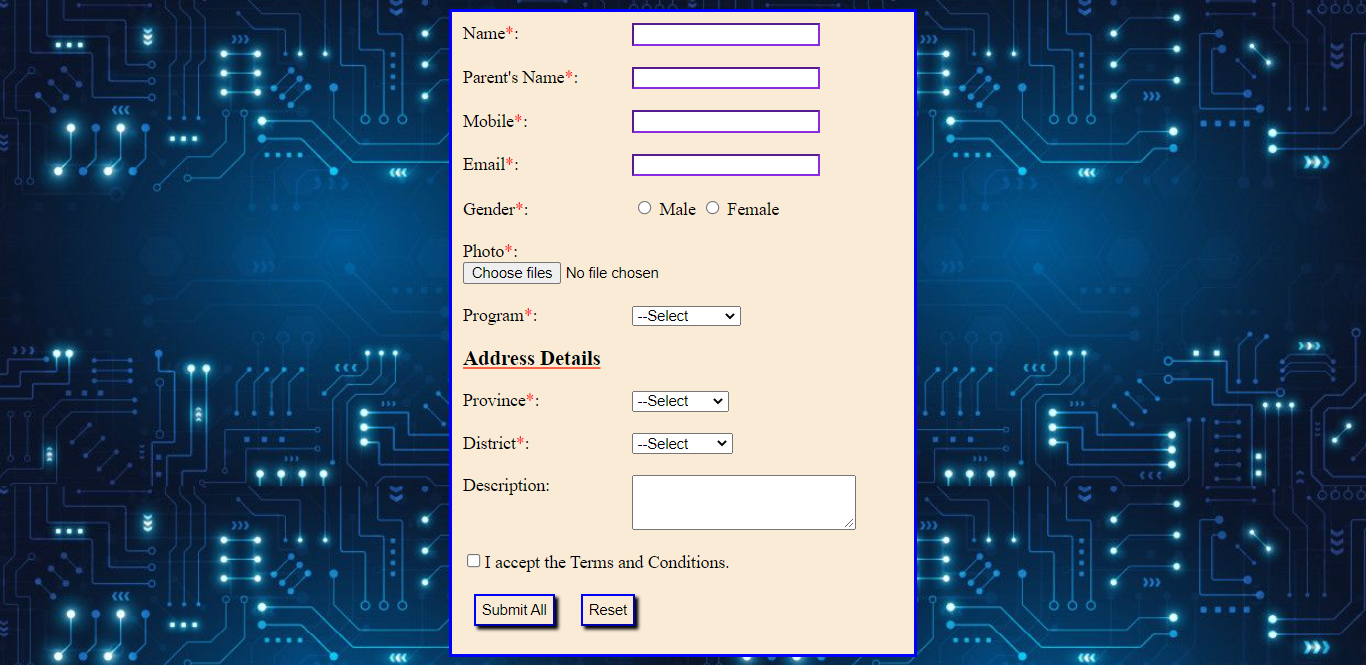 Name*:
Parent's Name*:
Mobile*:
Email*:
Gender*: Male Female
Photo*:
Choose files No file chosen
Program*: --Select
Address Details
Province*: --Select
District*: --Select
Description:
I accept the Terms and Conditions.
Submit All Reset